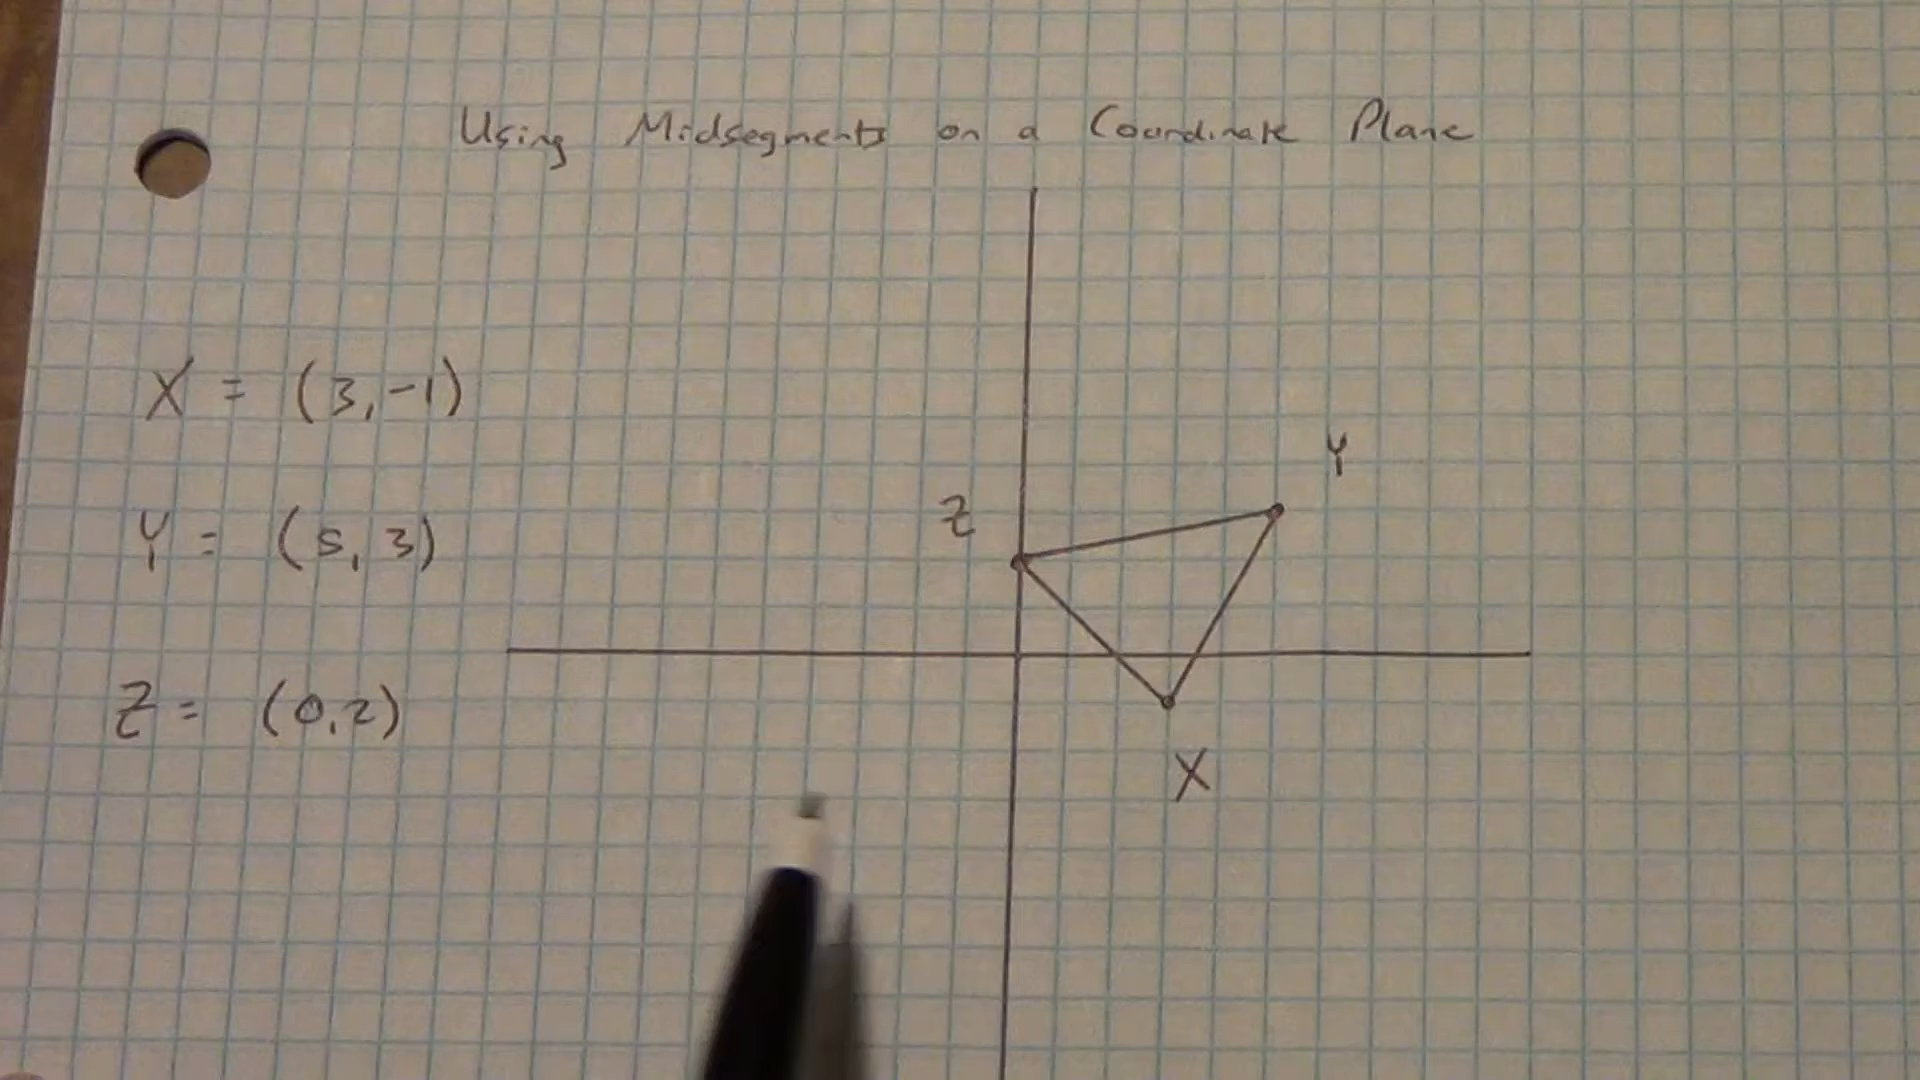 Using Midsegments on a Coordinate Plane
X = (3,-1)
Y
Z
Y = (5, 3)
Z = (0,2)
X